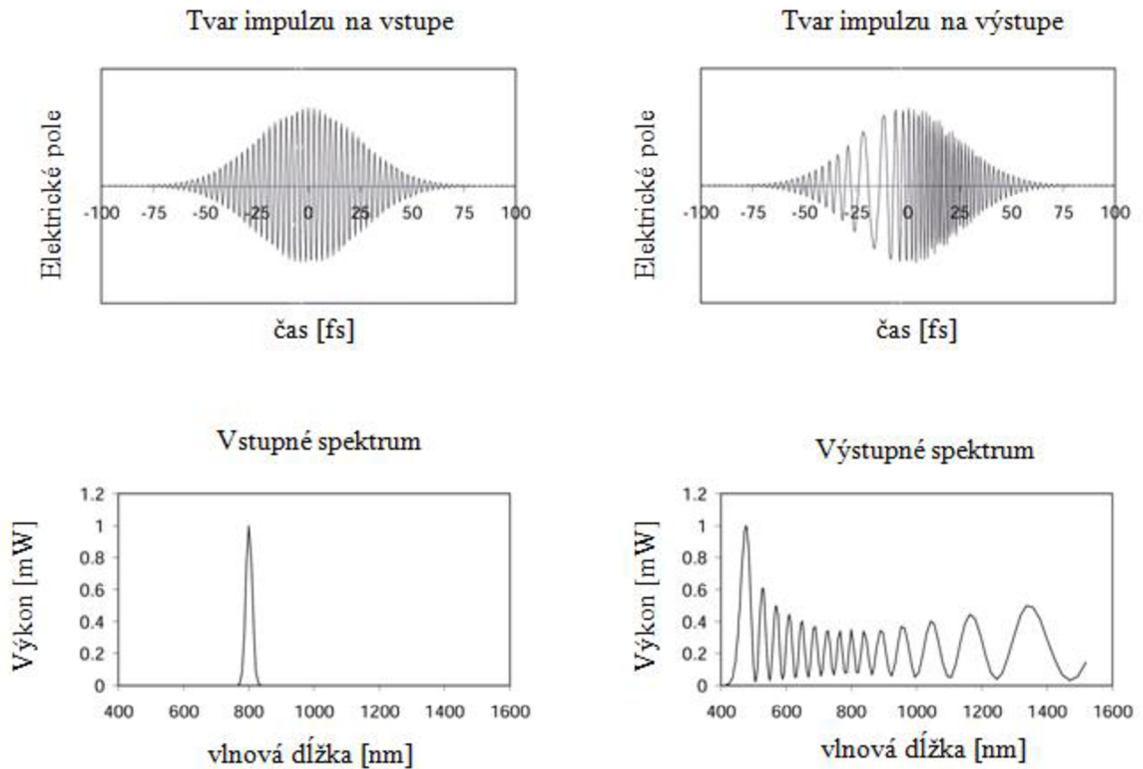 Tvar impulzu na vstupe
Elektrické pole
-100 -75 -50 -25 0 25 50 75 100
čas [fs]
Tvar impulzu na výstupe
Elektrické pole
-100 -75 -50 -25 0 25 50 75 100
čas [fs]
Vstupné spektrum
Výkon [mW]
1.2
1
0.8
0.6
0.4
0.2
0
400 600 800 1000 1200 1400 1600
vlnová dĺžka [nm]
Výstupné spektrum
Výkon [mW]
1.2
1
0.8
0.6
0.4
0.2
0
400 600 800 1000 1200 1400 1600
vlnová dĺžka [nm]